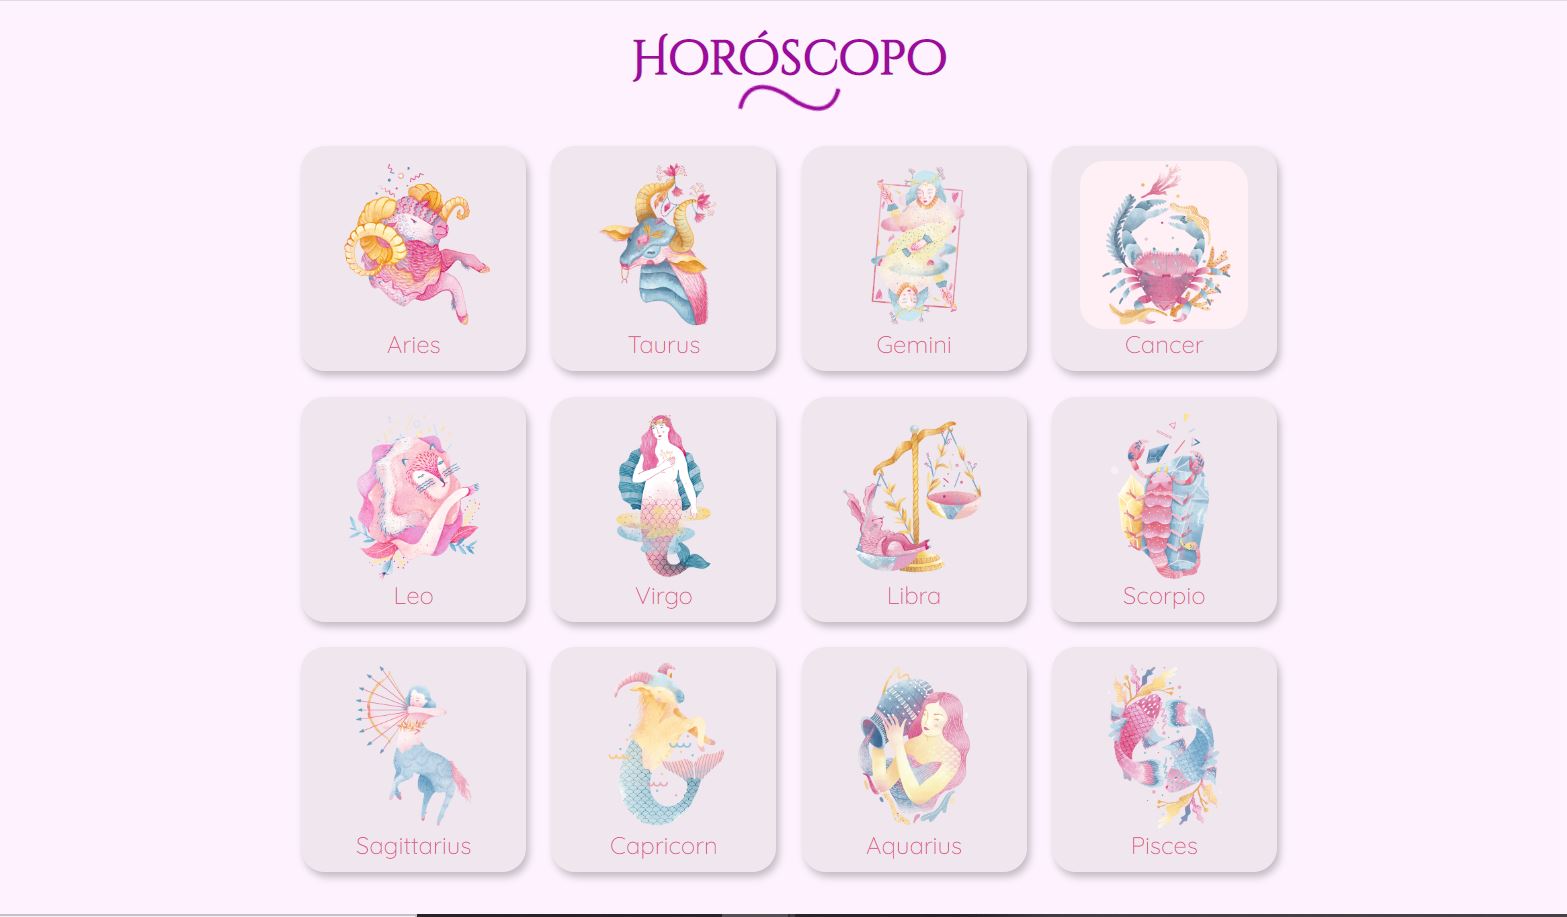 Horóscopo
Aries
Taurus
Gemini
Cancer
Leo
Virgo
Libra
Scorpio
Sagittarius
Capricorn
Aquarius
Pisces